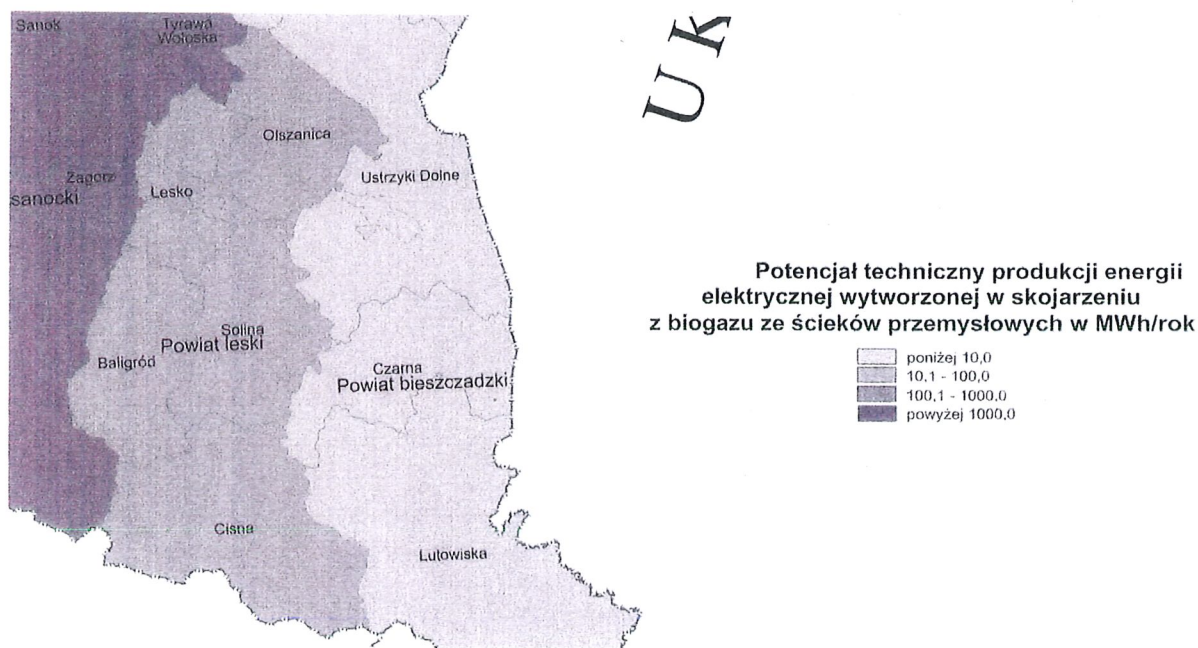 Sanok
Tyrawa
Wołoska
U K
Olszanica
Zagórz
Lesko
Ustrzyki Dolne
sanocki
Potencjał techniczny produkcji energii
elektrycznej wytworzonej w skojarzeniu
z biogazu ze ścieków przemysłowych w MWh/rok
Solina
Powiat leski
Baligród
Czarna
Powiat bieszczadzki
poniżej 10,0
10,1 - 100,0
100,1 - 1000,0
powyżej 1000,0
Cisna
Lutowiska